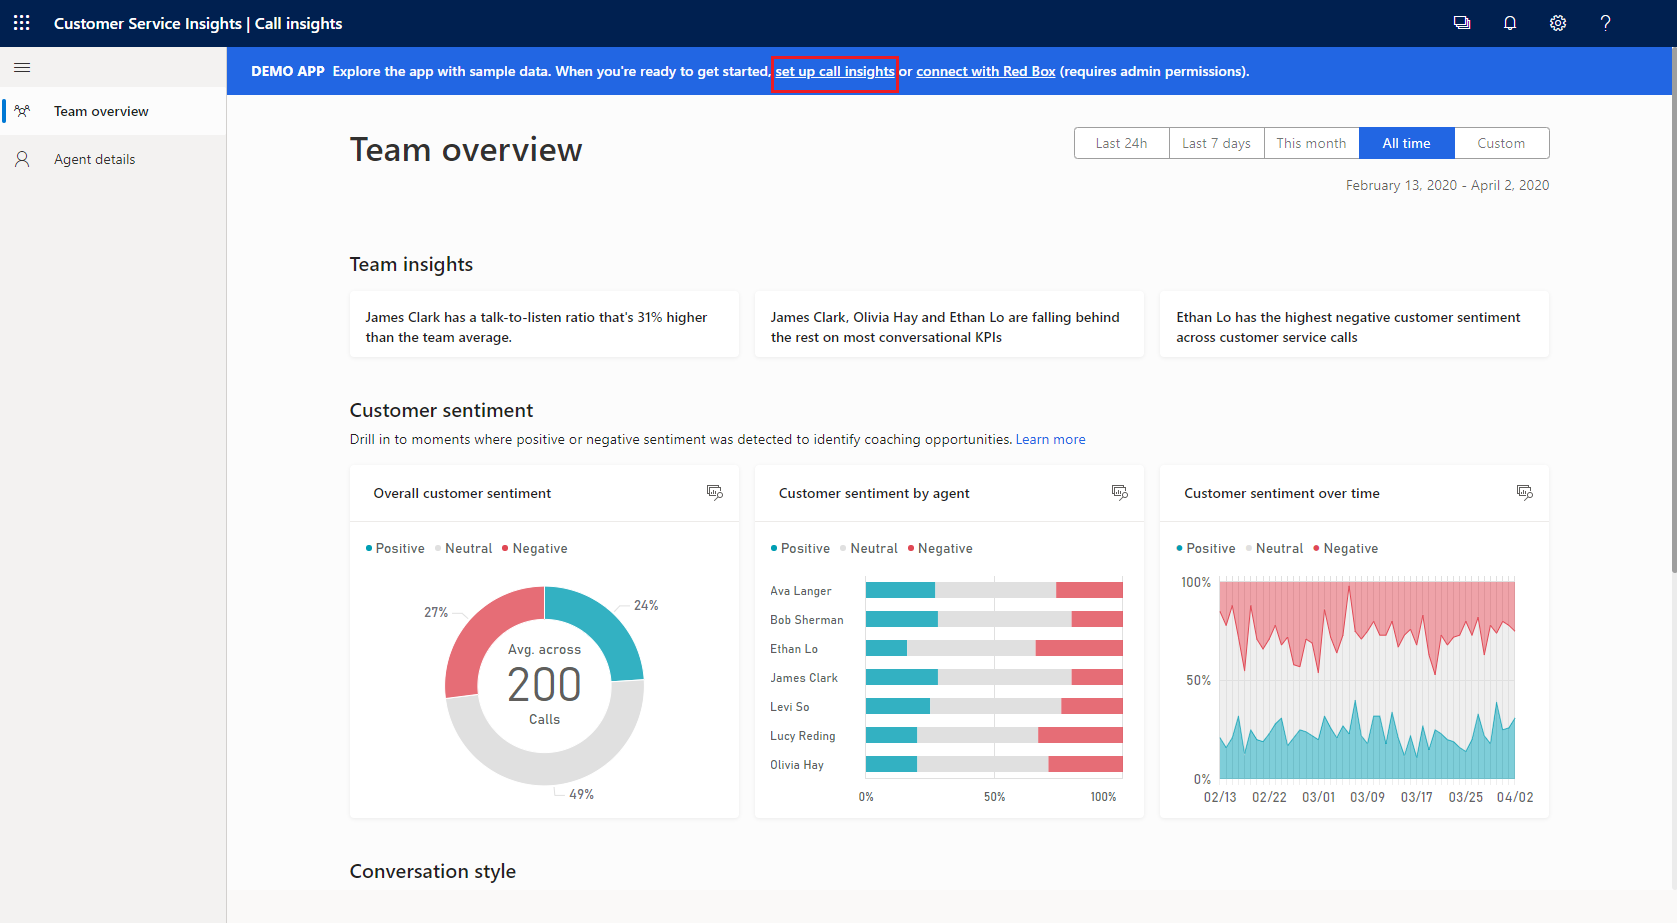 Customer Service Insights | Call insights
DEMO APP Explore the app with sample data. When you're ready to get started, set up call insights or connect with Red Box (requires admin permissions).
Team overview
Agent details
Team overview
Last 24h Last 7 days This month All time Custom
February 13, 2020 - April 2, 2020
Team insights
James Clark has a talk-to-listen ratio that's 31% higher
than the team average.
James Clark, Olivia Hay and Ethan Lo are falling behind
the rest on most conversational KPIs
Ethan Lo has the highest negative customer sentiment
across customer service calls
Customer sentiment
Drill in to moments where positive or negative sentiment was detected to identify coaching opportunities. Learn more
Overall customer sentiment
Positive Neutral Negative
27%
24%
Avg. across
200
Calls
49%
Customer sentiment by agent
Positive Neutral Negative
Ava Langer
Bob Sherman
Ethan Lo
James Clark
Levi So
Lucy Reding
Olivia Hay
0% 50% 100%
Customer sentiment over time
Positive Neutral Negative
100%
50%
0%
02/13 02/22 03/01 03/09 03/17 03/25 04/02
Conversation style